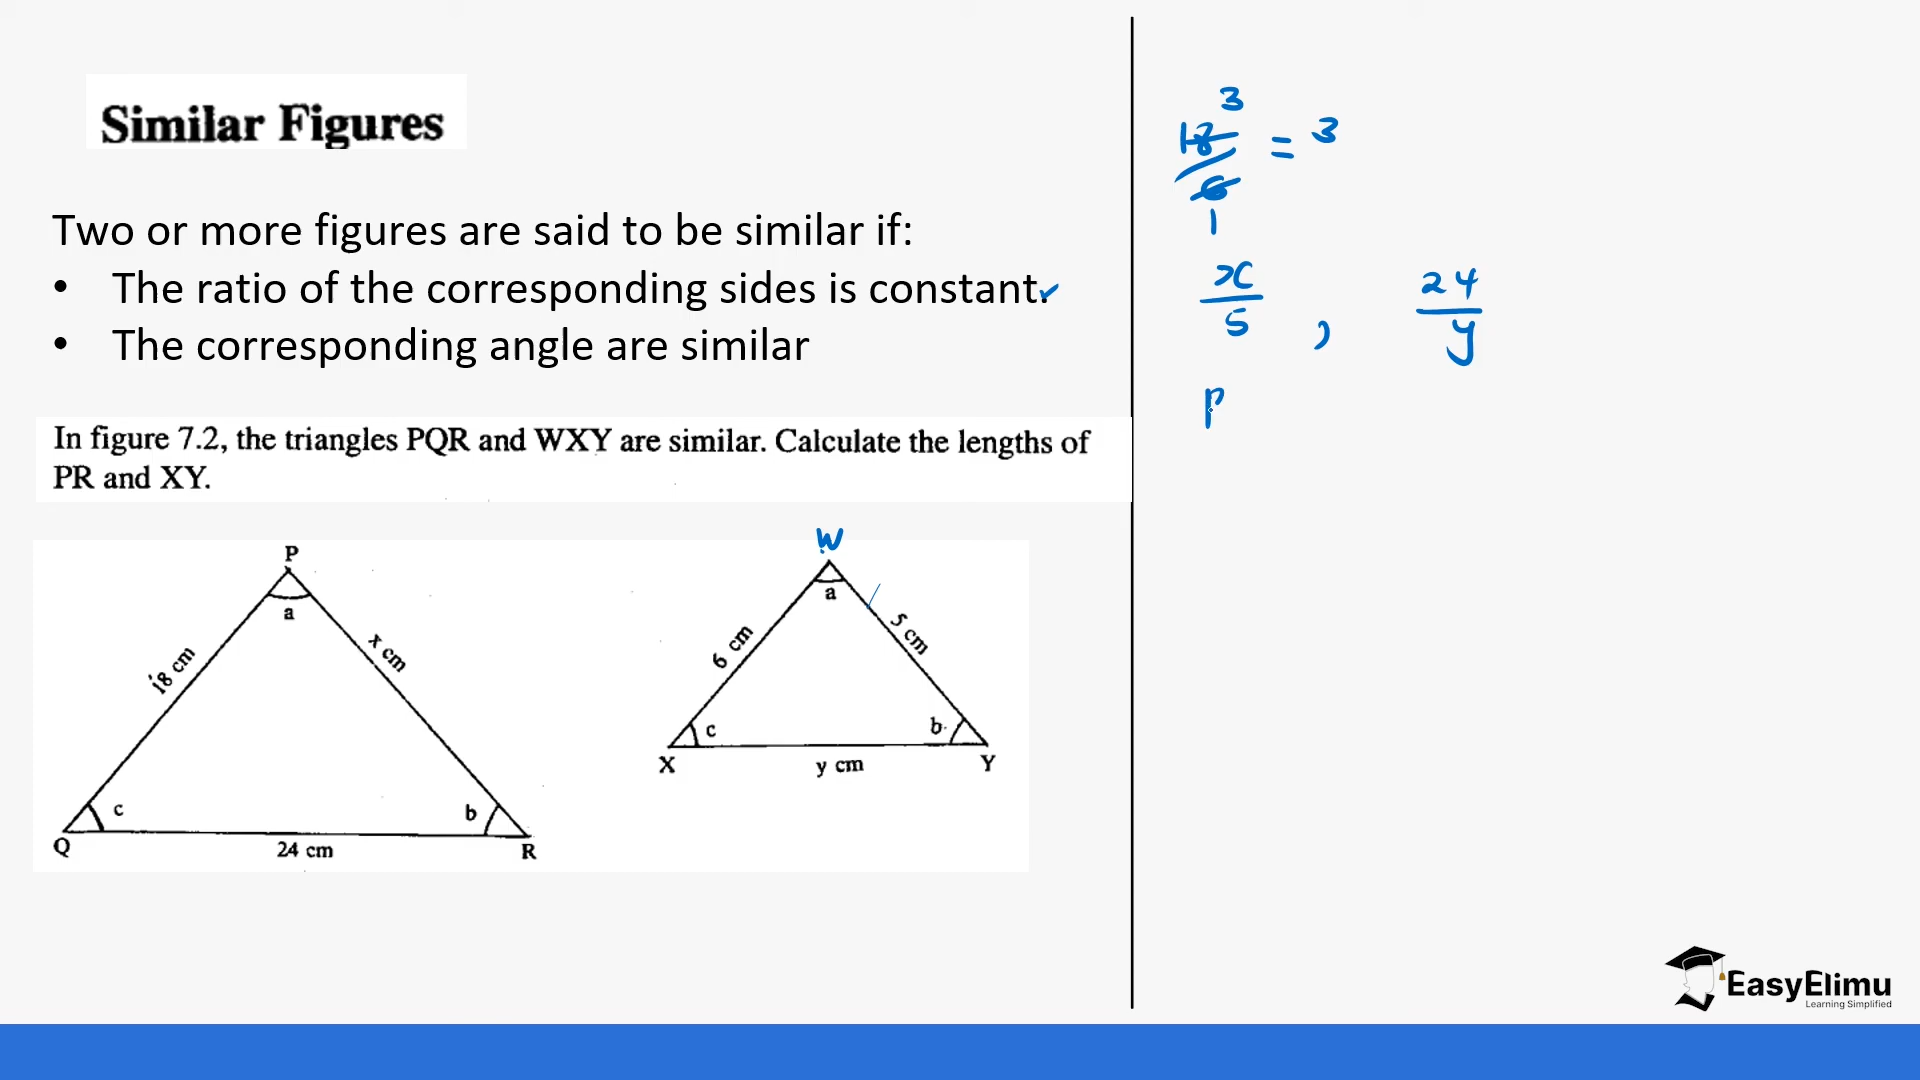 Similar Figures
Two or more figures are said to be similar if:
• The ratio of the corresponding sides is constant.
• The corresponding angle are similar
In figure 7.2, the triangles PQR and WXY are similar. Calculate the lengths of
PR and XY.
P
a
18 cm
x cm
c
b
Q
24 cm
R
W
a
6 cm
5 cm
c
b
X
y cm
Y
3
18
= 3
6
1
x
5
,
24
y
P
EasyElimu
Learning Simplified